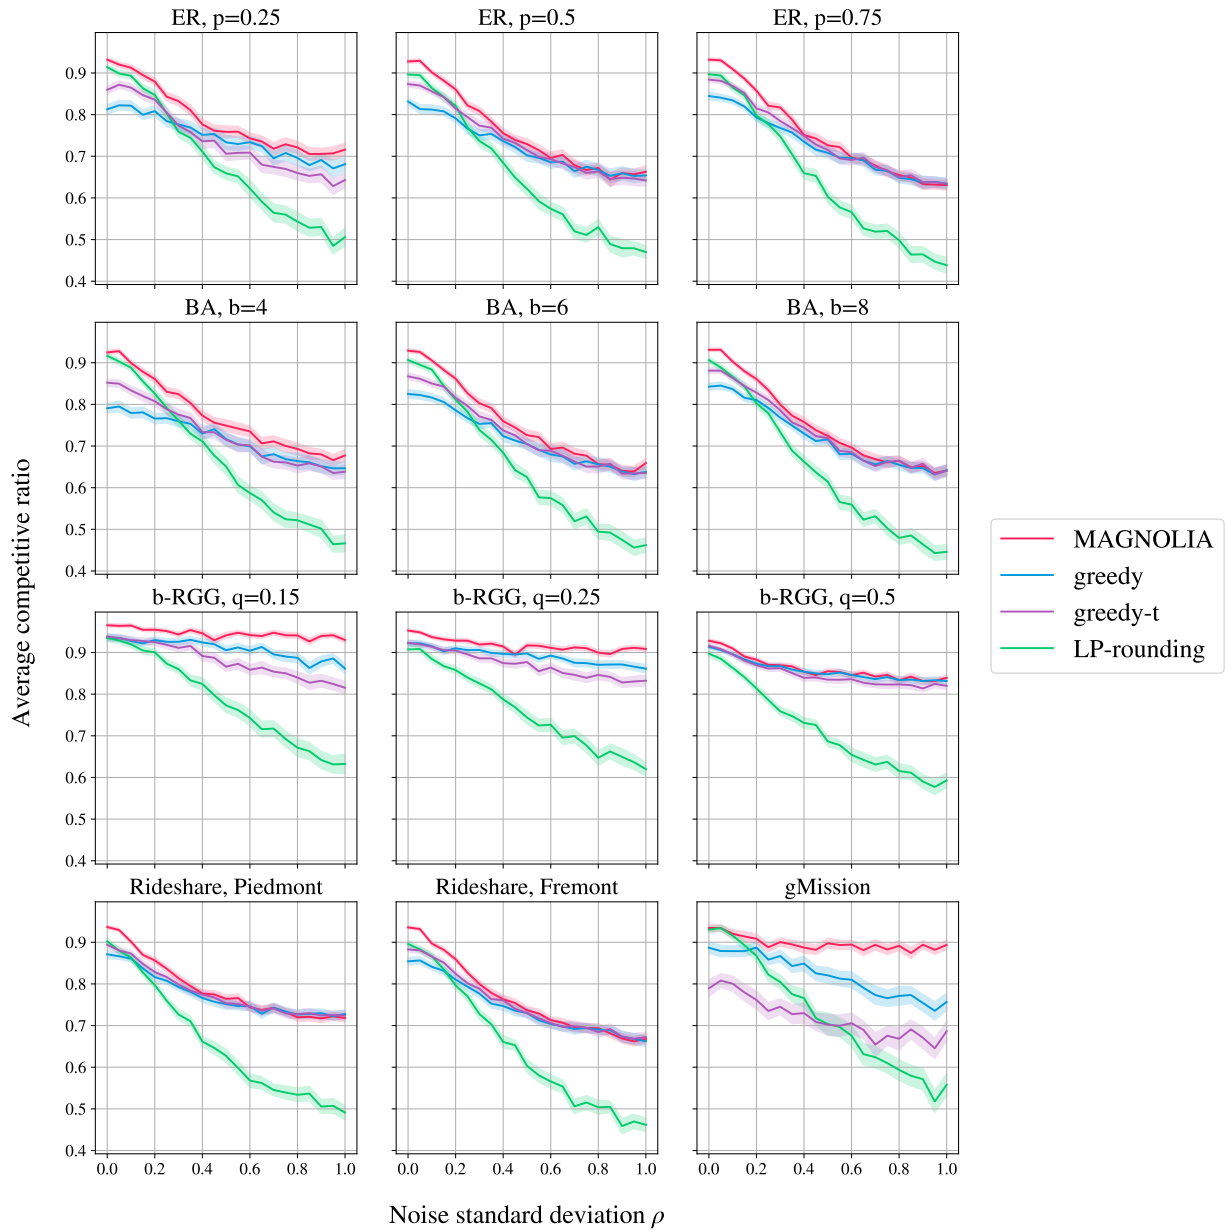 ER, p=0.25
ER, p=0.5
ER, p=0.75
0.9
0.8
0.7
0.6
0.5
0.4
BA, b=4
BA, b=6
BA, b=8
0.9
0.8
0.7
0.6
0.5
0.4
Average competitive ratio
MAGNOLIA
greedy
greedy-t
LP-rounding
b-RGG, q=0.15
b-RGG, q=0.25
b-RGG, q=0.5
0.9
0.8
0.7
0.6
0.5
0.4
Rideshare, Piedmont
Rideshare, Fremont
gMission
0.9
0.8
0.7
0.6
0.5
0.4
0.0 0.2 0.4 0.6 0.8 1.0
0.0 0.2 0.4 0.6 0.8 1.0
0.0 0.2 0.4 0.6 0.8 1.0
Noise standard deviation ρ